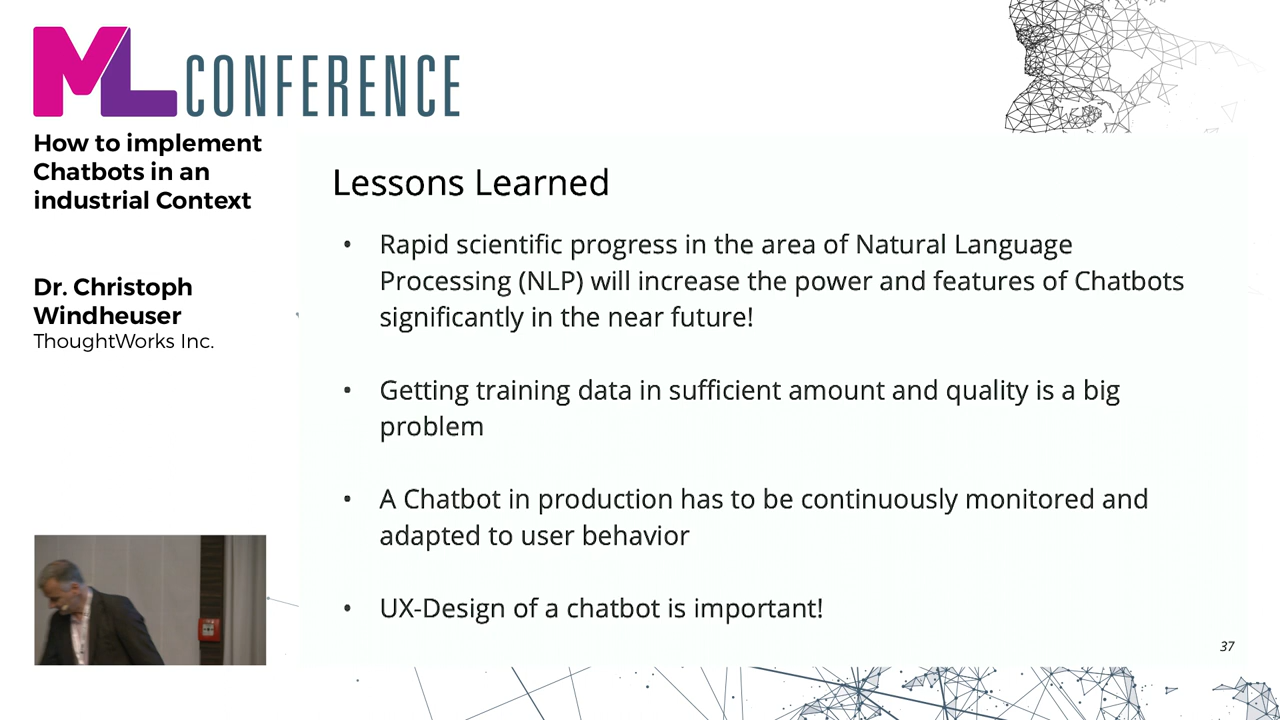 ML CONFERENCE
How to implement
Chatbots in an
industrial Context
Dr. Christoph
Windheuser
ThoughtWorks Inc.
Lessons Learned
• Rapid scientific progress in the area of Natural Language
Processing (NLP) will increase the power and features of Chatbots
significantly in the near future!
• Getting training data in sufficient amount and quality is a big
problem
• A Chatbot in production has to be continuously monitored and
adapted to user behavior
• UX-Design of a chatbot is important!
37